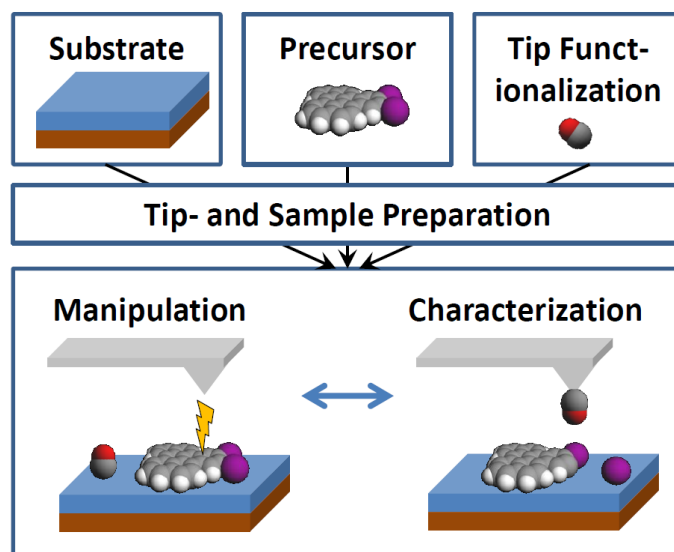 Substrate
Precursor
Tip Funct-
ionalization
Tip- and Sample Preparation
Manipulation
Characterization